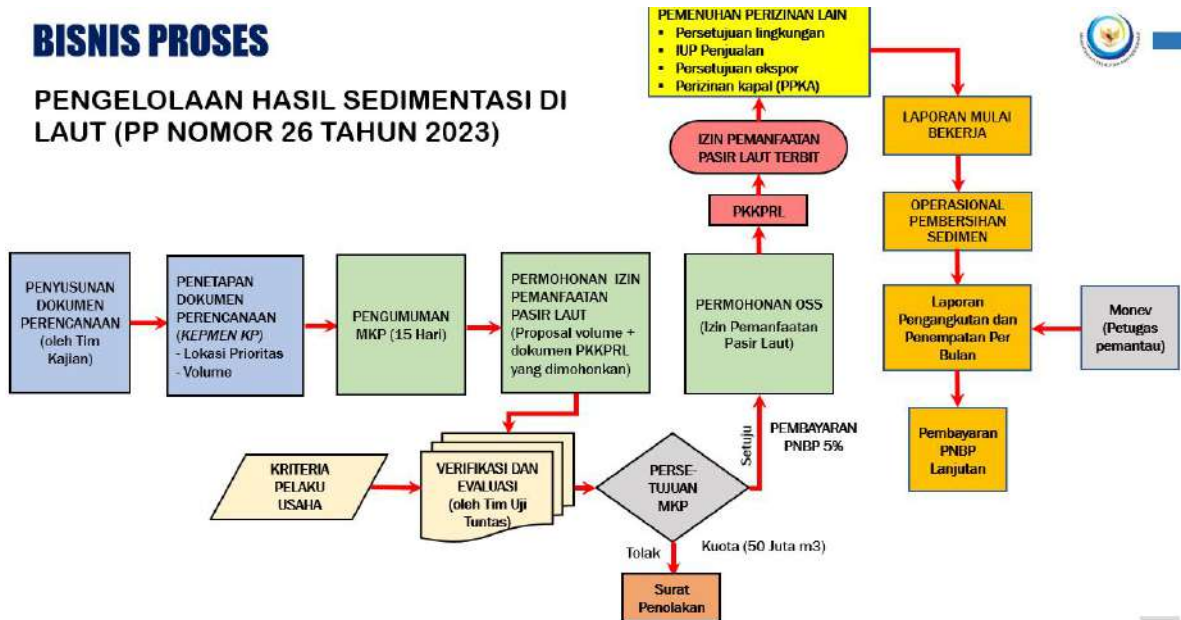 BISNIS PROSES
PENGELOLAAN HASIL SEDIMENTASI DI
LAUT (PP NOMOR 26 TAHUN 2023)
PENYUSUNAN
DOKUMEN
PERENCANAAN
(oleh Tim
Kajian)
PENETAPAN
DOKUMEN
PERENCANAAN
(KEPMEN KP)
- Lokasi Prioritas
- Volume
PENGUMUMAN
MKP (15 Hari)
PERMOHONAN IZIN
PEMANFAATAN
PASIR LAUT
(Proposal volume +
dokumen PKKPRL
yang dimohonkan)
KRITERIA
PELAKU
USAHA
VERIFIKASI DAN
EVALUASI
(oleh Tim Uji
Tuntas)
PERSE-
TUJUAN
MKP
Tolak
Kuota (50 Juta m3)
Surat
Penolakan
Setuju
PEMBAYARAN
PNBP 5%
PERMOHONAN OSS
(Izin Pemanfaatan
Pasir Laut)
PKKPRL
IZIN PEMANFAATAN
PASIR LAUT TERBIT
PEMENUHAN PERIZINAN LAIN
▪ Persetujuan lingkungan
▪ IUP Penjualan
▪ Persetujuan ekspor
▪ Perizinan kapal (PPKA)
LAPORAN MULAI
BEKERJA
OPERASIONAL
PEMBERSIHAN
SEDIMEN
Laporan
Pengangkutan dan
Penempatan Per
Bulan
Monev
(Petugas
pemantau)
Pembayaran
PNBP
Lanjutan